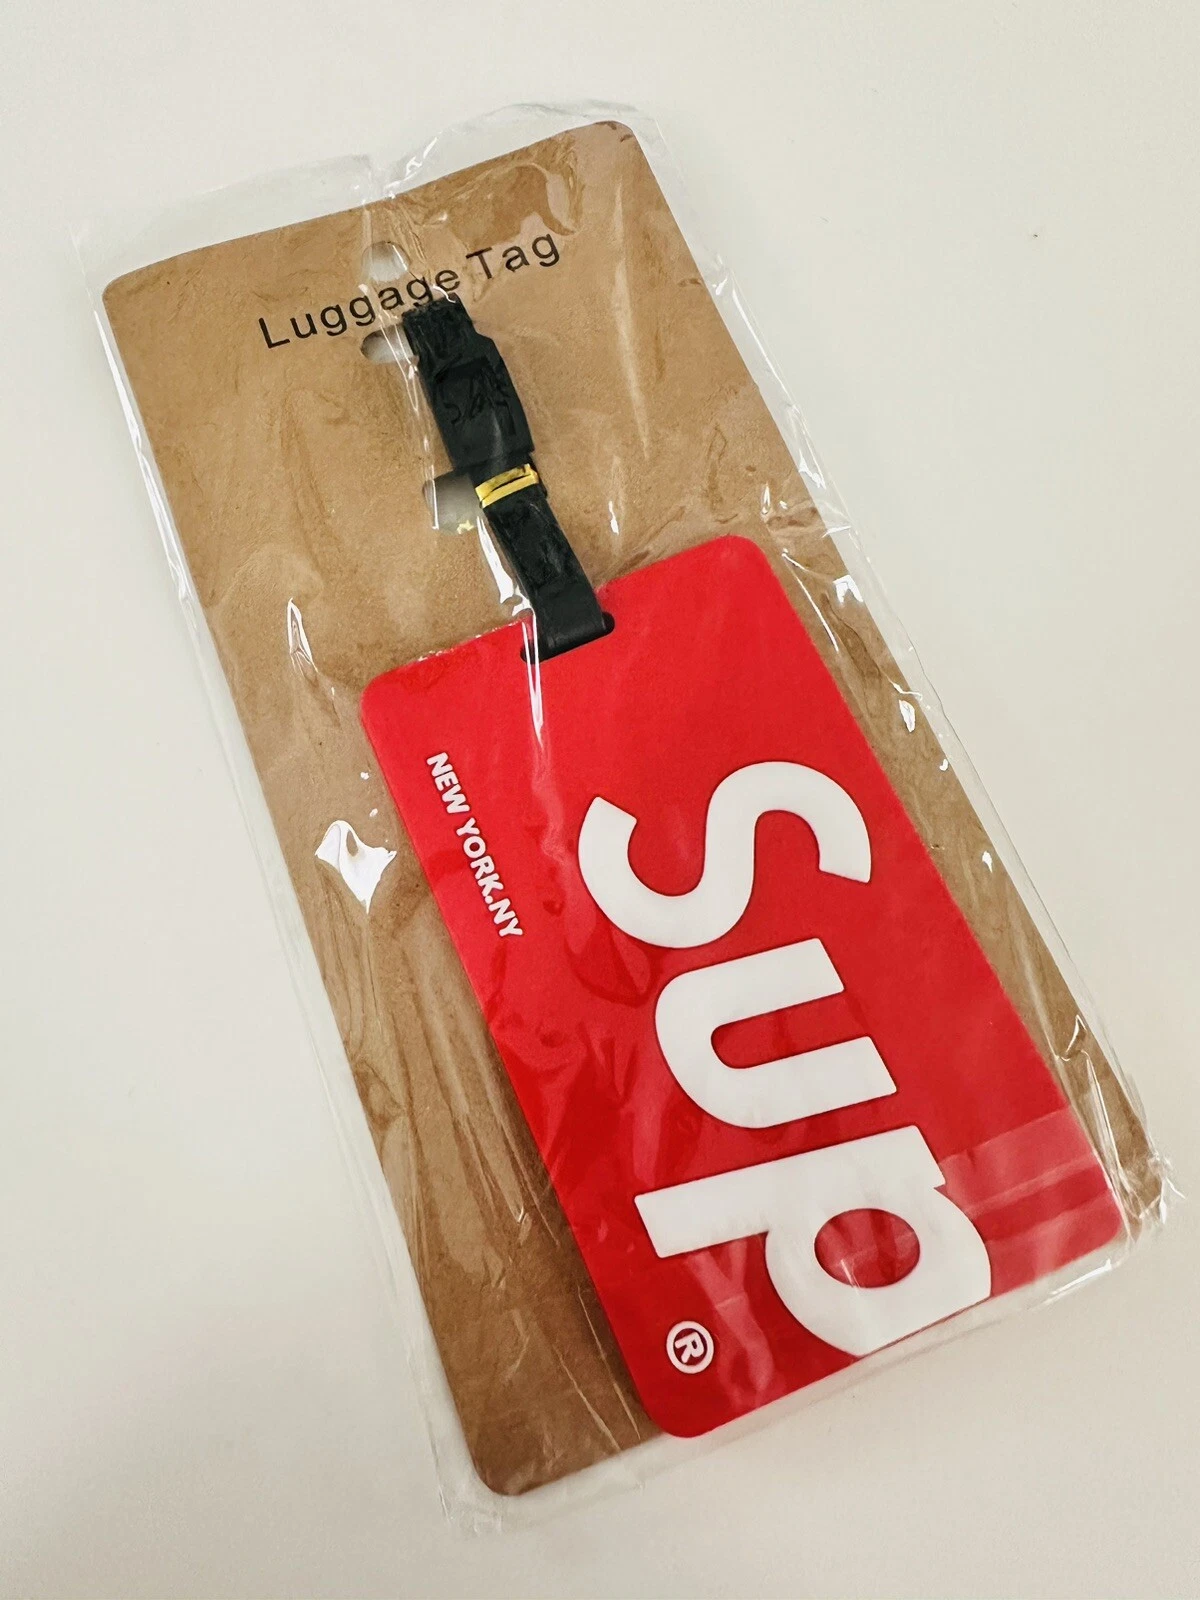 Luggage Tag
Sup
®
NEW YORK.NY